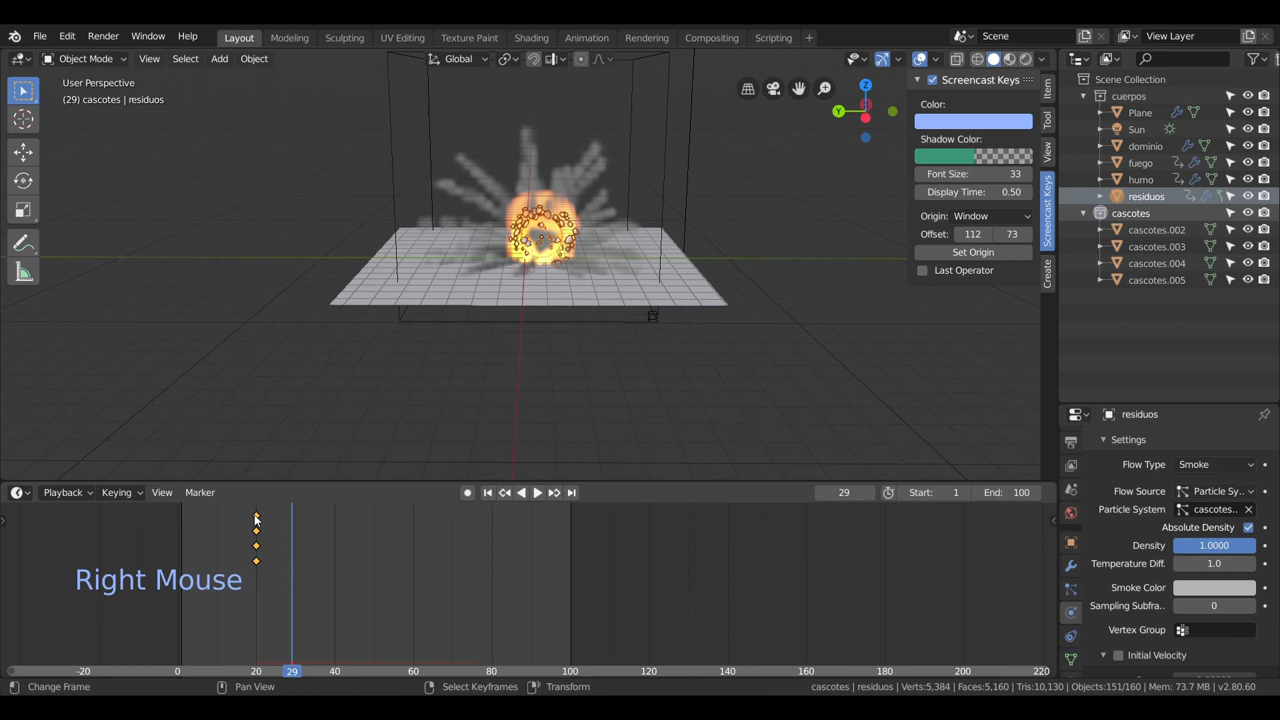 File Edit Render Window Help Layout Modeling Sculpting UV Editing Texture Paint Shading Animation Rendering Compositing Scripting + Scene View Layer
Object Mode View Select Add Object Global
User Perspective
(29) cascotes | residuos
Z
Y
Screencast Keys
Color:
Shadow Color:
Font Size: 33
Display Time: 0.50
Origin: Window
Offset: 112 73
Set Origin
Last Operator
Item
Tool
View
Screencast Keys
Create
Scene Collection
cuerpos
Plane
Sun
dominio
fuego
humo
residuos
cascotes
cascotes.002
cascotes.003
cascotes.004
cascotes.005
residuos
Settings
Flow Type Smoke
Flow Source Particle Sy..
Particle System cascotes..
Absolute Density
Density 1.0000
Temperature Diff. 1.0
Smoke Color
Sampling Subfra.. 0
Vertex Group
Initial Velocity
Playback Keying View Marker 29 Start: 1 End: 100
Right Mouse
-20 0 20 29 40 60 80 100 120 140 160 180 200 220
Change Frame Pan View Select Keyframes Transform cascotes | residuos | Verts:5,384 | Faces:5,160 | Tris:10,130 | Objects:151/160 | Mem: 73.7 MB | v2.80.60